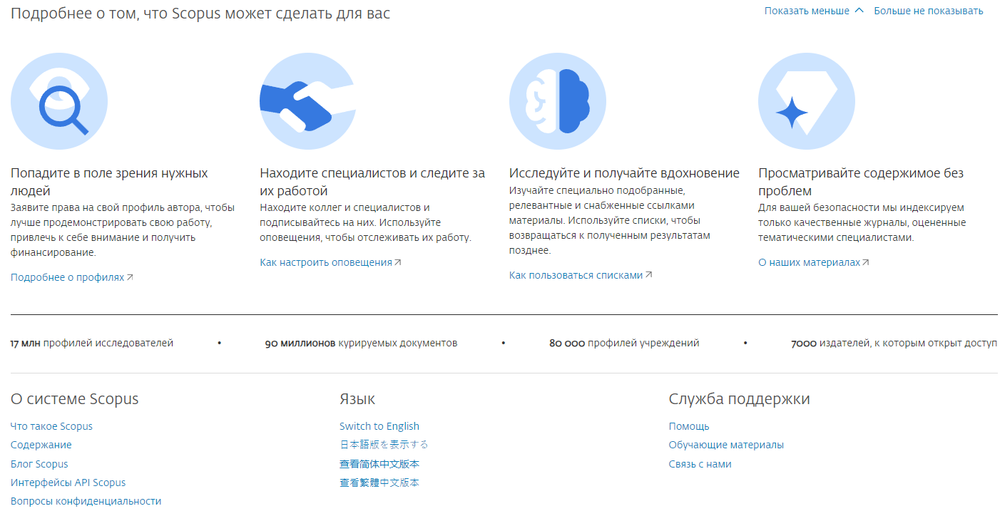 Подробнее о том, что Scopus может сделать для вас
Показать меньше
Больше не показывать
Попадите в поле зрения нужных
людей
Заявите права на свой профиль автора, чтобы
лучше продемонстрировать свою работу,
привлечь к себе внимание и получить
финансирование.
Подробнее о профилях
Находите специалистов и следите за
их работой
Находите коллег и специалистов и
подписывайтесь на них. Используйте
оповещения, чтобы отслеживать их работу.
Как настроить оповещения
Исследуйте и получайте вдохновение
Изучайте специально подобранные,
релевантные и снабженные ссылками
материалы. Используйте списки, чтобы
возвращаться к полученным результатам
позднее.
Как пользоваться списками
Просматривайте содержимое без
проблем
Для вашей безопасности мы индексируем
только качественные журналы, оцененные
тематическими специалистами.
О наших материалах
17 млн профилей исследователей • 90 миллионов курируемых документов • 80 000 профилей учреждений • 7000 издателей, к которым открыт доступ
О системе Scopus
Что такое Scopus
Содержание
Блог Scopus
Интерфейсы API Scopus
Вопросы конфиденциальности
Язык
Switch to English
日本語版を表示する
查看简体中文版本
查看繁體中文版本
Служба поддержки
Помощь
Обучающие материалы
Связь с нами